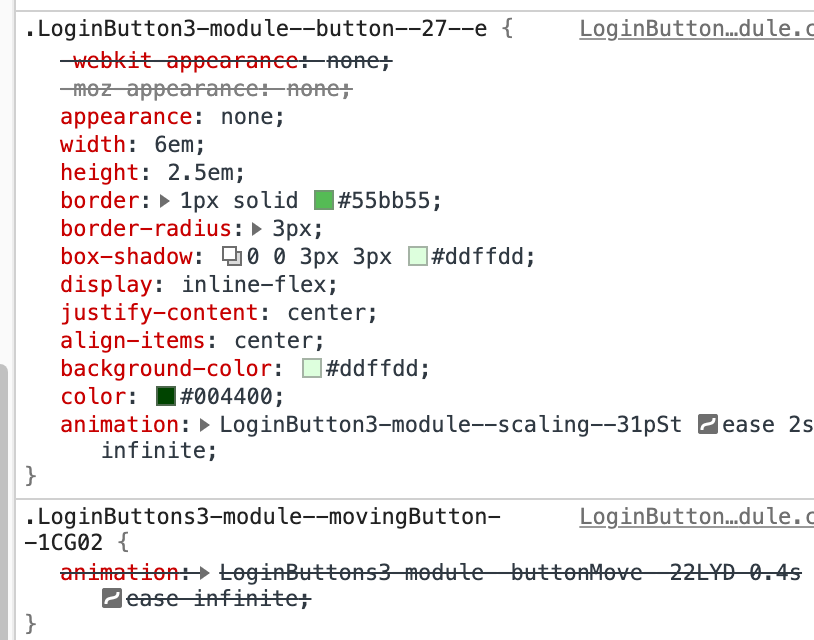 .LoginButton3-module--button--27--e {
LoginButton…dule.c
-webkit-appearance: none;
-moz-appearance: none;
appearance: none;
width: 6em;
height: 2.5em;
border: 1px solid #55bb55;
border-radius: 3px;
box-shadow: 0 0 3px 3px #ddffdd;
display: inline-flex;
justify-content: center;
align-items: center;
background-color: #ddffdd;
color: #004400;
animation: LoginButton3-module--scaling--31pSt ease 2s
infinite;
}
.LoginButtons3-module--movingButton-
LoginButton…dule.c
-1CG02 {
animation: LoginButtons3-module--buttonMove--22LYD 0.4s
ease infinite;
}